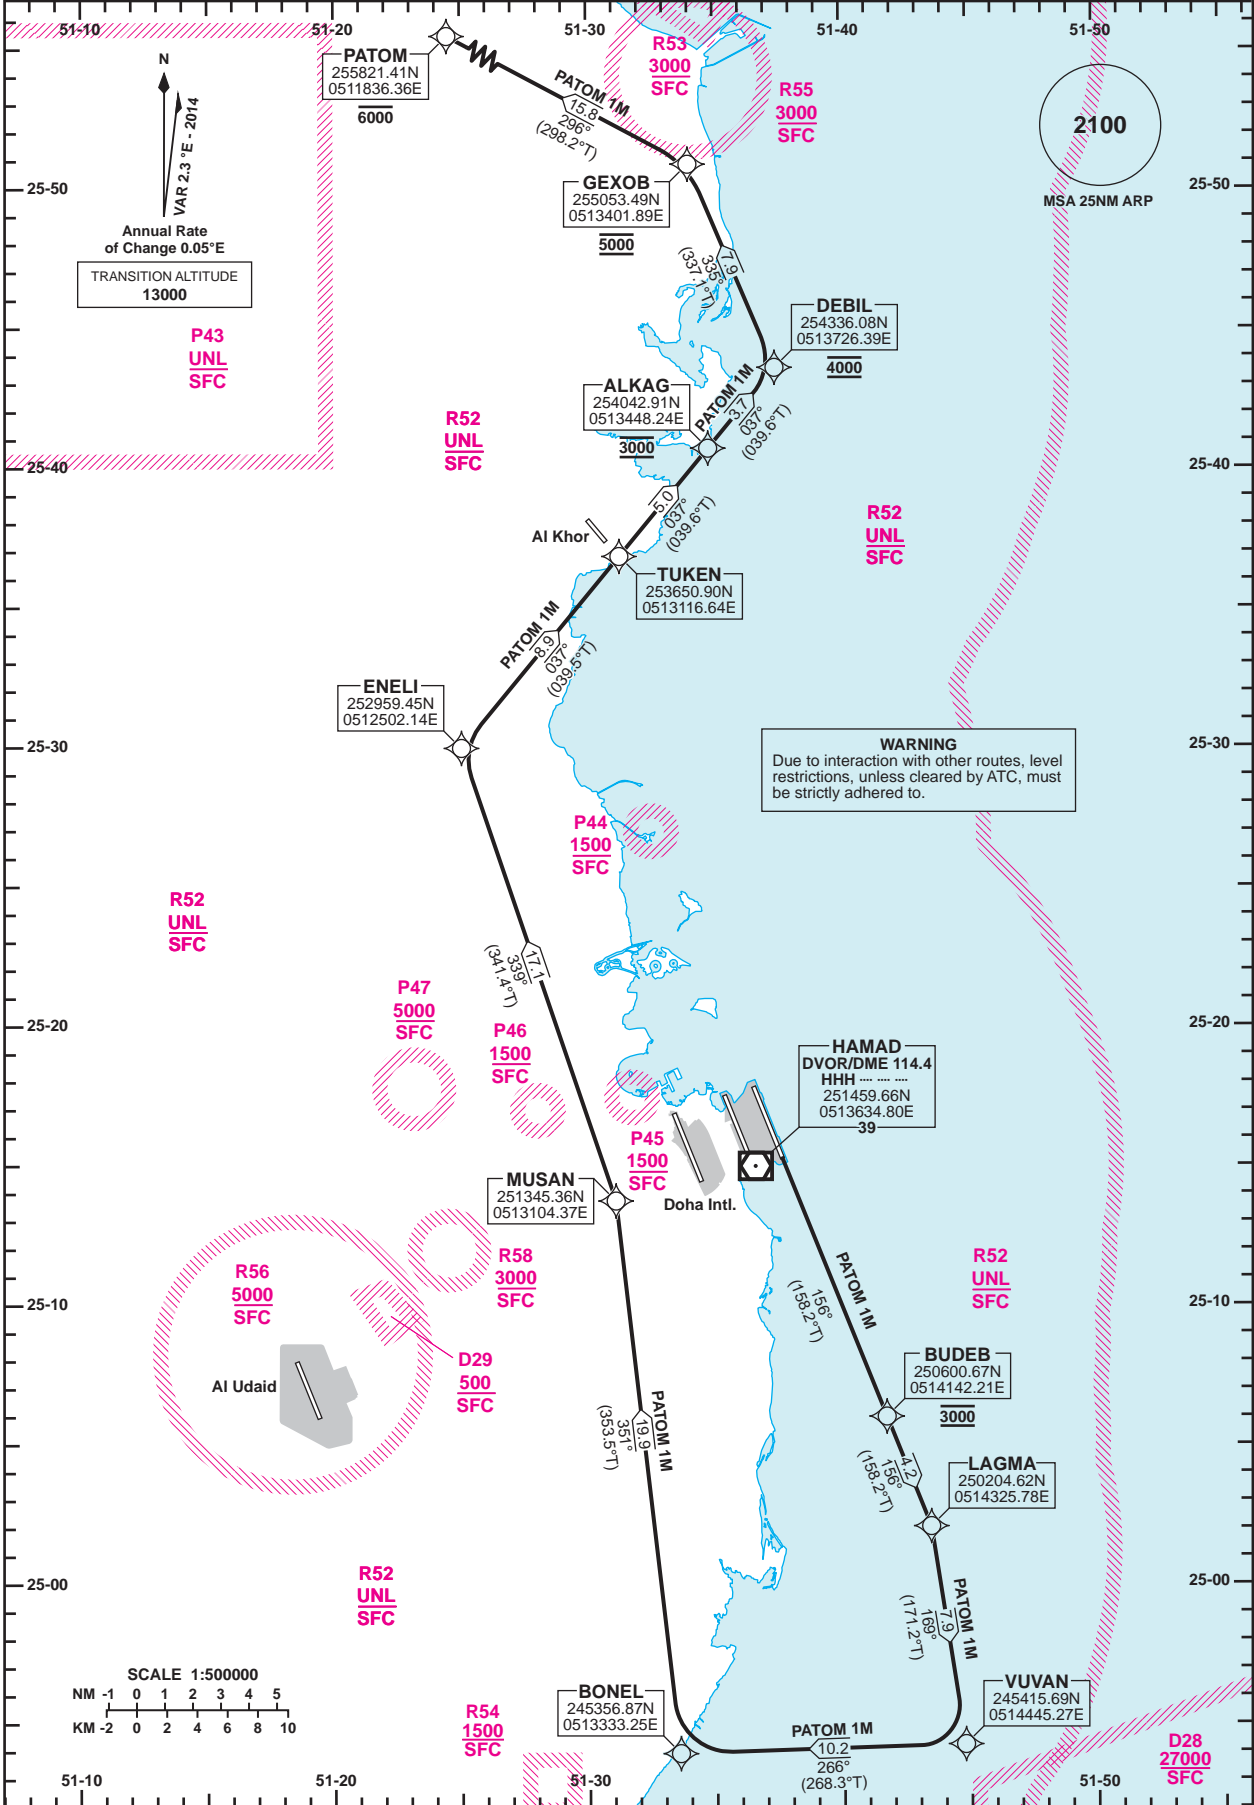 51-10
51-20
51-30
51-40
51-50
N
VAR 2.3 °E - 2014
Annual Rate
of Change 0.05°E
TRANSITION ALTITUDE
13000
PATOM
255821.41N
0511836.36E
6000
PATOM 1M
15.8
296°
(298.2°T)
R53
3000
SFC
R55
3000
SFC
2100
MSA 25NM ARP
25-50
25-50
GEXOB
255053.49N
0513401.89E
5000
7.9
335°
(337.1°T)
P43
UNL
SFC
DEBIL
254336.08N
0513726.39E
4000
ALKAG
254042.91N
0513448.24E
3000
PATOM 1M
3.7
037°
(039.6°T)
R52
UNL
SFC
25-40
25-40
5.0
037°
(039.6°T)
R52
UNL
SFC
Al Khor
TUKEN
253650.90N
0513116.64E
PATOM 1M
8.9
037°
(039.5°T)
ENELI
252959.45N
0512502.14E
25-30
25-30
WARNING
Due to interaction with other routes, level
restrictions, unless cleared by ATC, must
be strictly adhered to.
P44
1500
SFC
R52
UNL
SFC
17.1
339°
(341.4°T)
P47
5000
SFC
P46
1500
SFC
25-20
25-20
HAMAD
DVOR/DME 114.4
HHH ···· ···· ····
251459.66N
0513634.80E
39
P45
1500
SFC
Doha Intl.
MUSAN
251345.36N
0513104.37E
R58
3000
SFC
R56
5000
SFC
D29
500
SFC
Al Udaid
R52
UNL
SFC
PATOM 1M
156°
(158.2°T)
25-10
25-10
BUDEB
250600.67N
0514142.21E
3000
PATOM 1M
19.9
351°
(353.5°T)
4.2
156°
(158.2°T)
LAGMA
250204.62N
0514325.78E
R52
UNL
SFC
25-00
25-00
PATOM 1M
7.9
169°
(171.2°T)
SCALE 1:500000
NM -1 0 1 2 3 4 5
KM -2 0 2 4 6 8 10
R54
1500
SFC
BONEL
245356.87N
0513333.25E
VUVAN
245415.69N
0514445.27E
PATOM 1M
10.2
266°
(268.3°T)
D28
27000
SFC
51-10
51-20
51-30
51-40
51-50